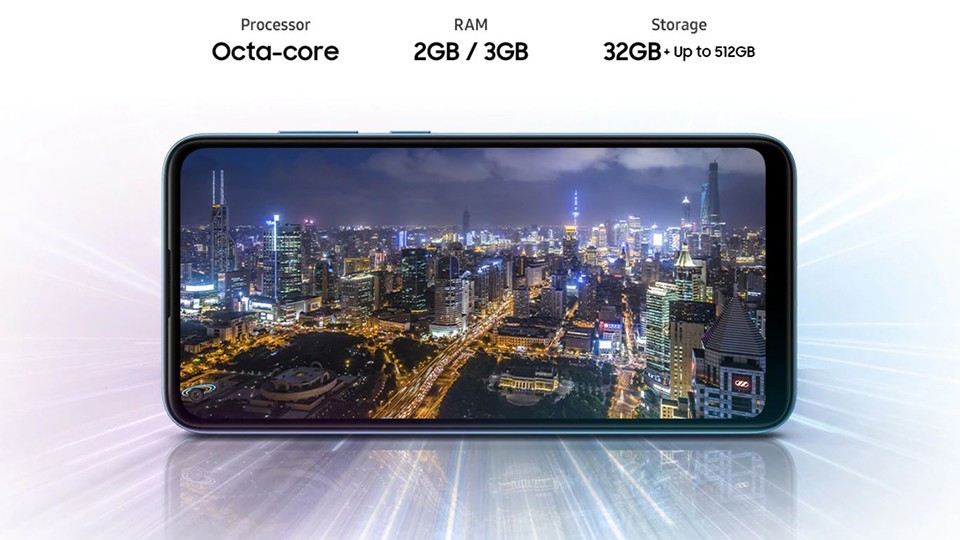 Processor
Octa-core
RAM
2GB / 3GB
Storage
32GB + Up to 512GB